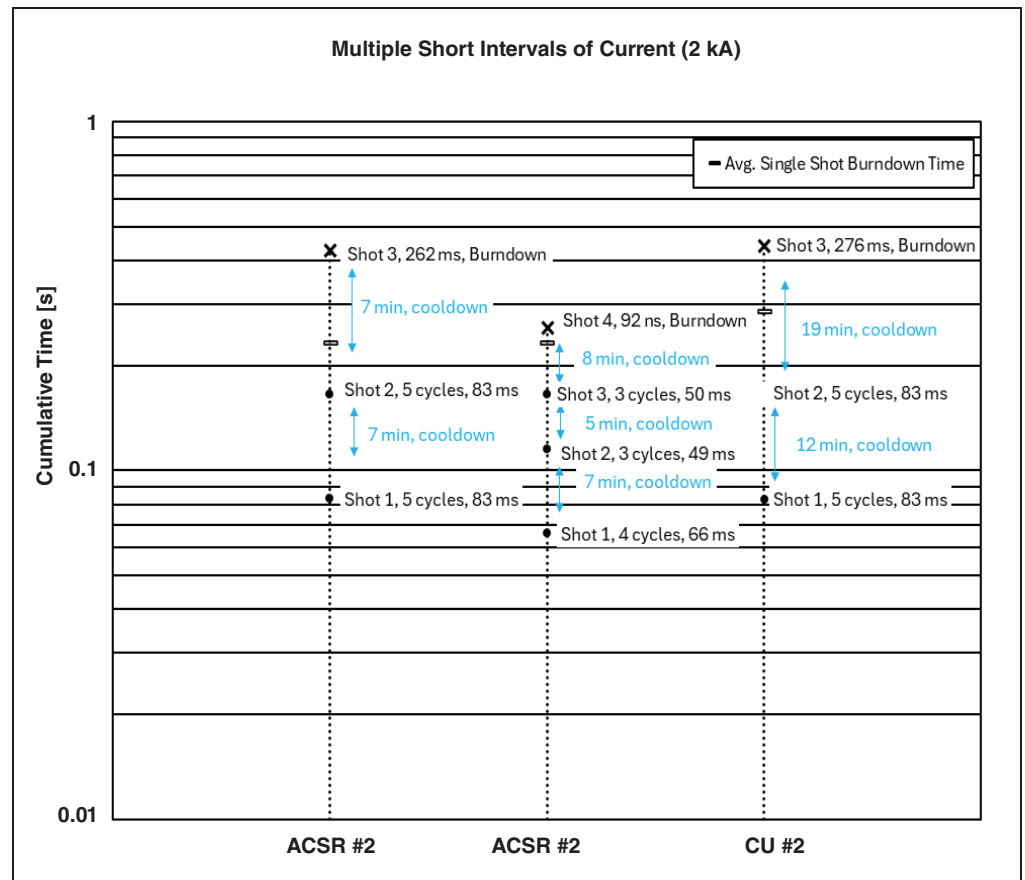 Multiple Short Intervals of Current (2 kA)
1
Avg. Single Shot Burndown Time
Shot 3, 262 ms, Burndown
Shot 3, 276 ms, Burndown
7 min, cooldown
Shot 4, 92 ns, Burndown
19 min, cooldown
8 min, cooldown
Shot 2, 5 cycles, 83 ms
Shot 3, 3 cycles, 50 ms
Shot 2, 5 cycles, 83 ms
7 min, cooldown
5 min, cooldown
12 min, cooldown
Shot 2, 3 cylces, 49 ms
0.1
7 min, cooldown
Shot 1, 5 cycles, 83 ms
Shot 1, 5 cycles, 83 ms
Shot 1, 4 cycles, 66 ms
Cumulative Time [s]
0.01
ACSR #2
ACSR #2
CU #2